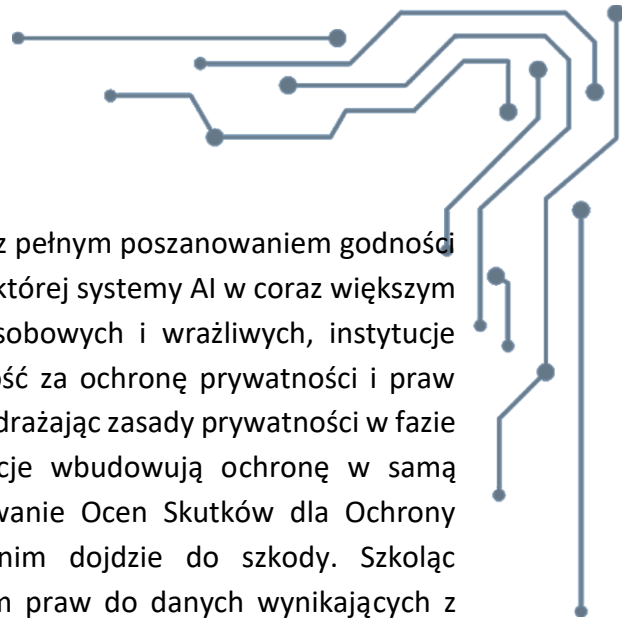 z pełnym poszanowaniem godności
której systemy AI w coraz większym
sobowych i wrażliwych, instytucje
ść za ochronę prywatności i praw
drażając zasady prywatności w fazie
cje wbudowują ochronę w samą
wanie Ocen Skutków dla Ochrony
nim dojdzie do szkody. Szkoląc
m praw do danych wynikających z